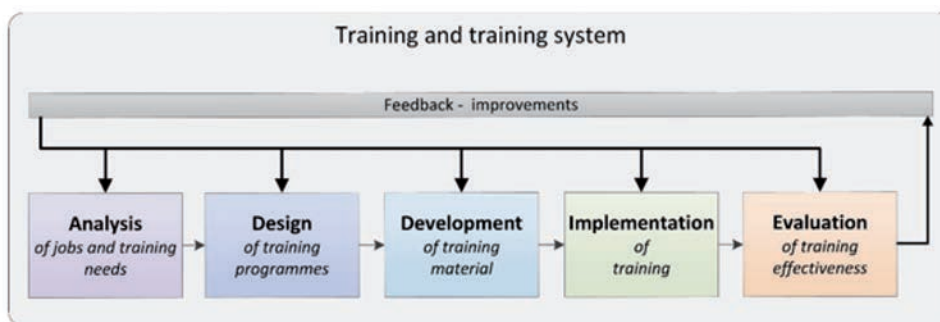 Training and training system
Feedback - improvements
Analysis
of jobs and training
needs
Design
of training
programmes
Development
of training
material
Implementation
of
training
Evaluation
of training
effectiveness